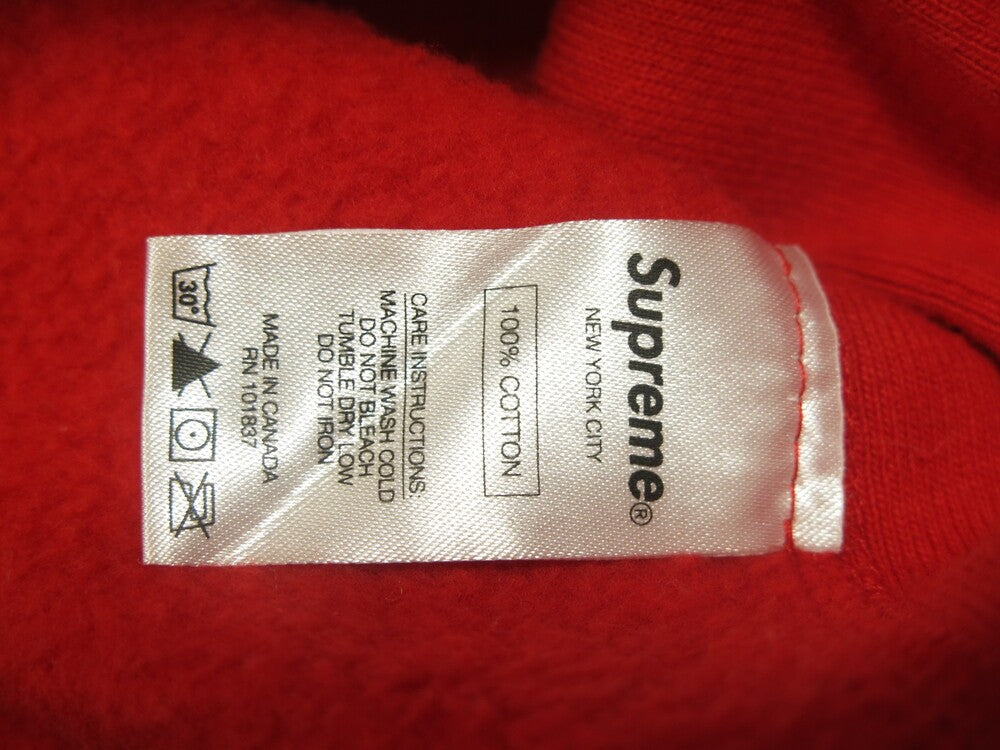 Supreme®
NEW YORK CITY
100% COTTON
CARE INSTRUCTIONS
MACHINE WASH COLD
DO NOT BLEACH
TUMBLE DRY LOW
DO NOT IRON
MADE IN CANADA
RN 101837
30°